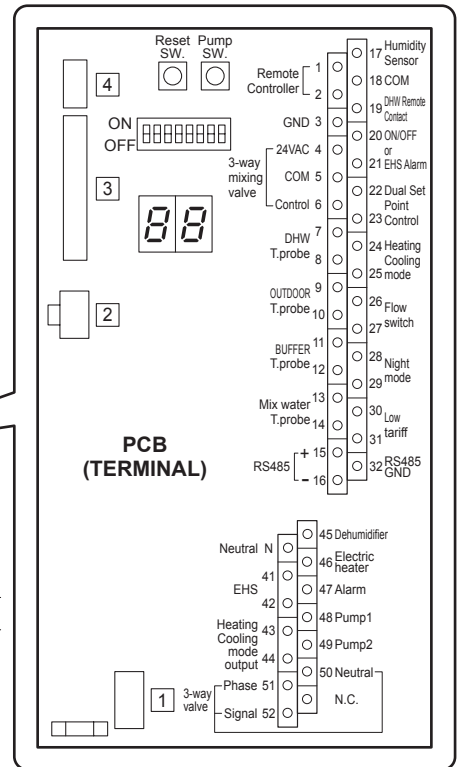 Reset Pump
SW. SW.
4
ON
OFF
3
88
2
PCB
(TERMINAL)
1
Remote
Controller
1
2
GND 3
3-way
mixing
valve
24VAC 4
COM 5
Control 6
DHW
T.probe
7
8
OUTDOOR
T.probe
9
10
BUFFER
T.probe
11
12
Mix water
T.probe
13
14
RS485
+ 15
- 16
17 Humidity
Sensor
18 COM
19 DHW Remote
Contact
20 ON/OFF
or
21 EHS Alarm
22 Dual Set
Point
23 Control
24 Heating
Cooling
25 mode
26 Flow
27 switch
28 Night
29 mode
30 Low
31 tariff
32 RS485
GND
Neutral N
EHS
41
42
Heating
Cooling
mode
output
43
44
3-way
valve
Phase 51
Signal 52
45 Dehumidifier
46 Electric
heater
47 Alarm
48 Pump1
49 Pump2
50 Neutral
N.C.